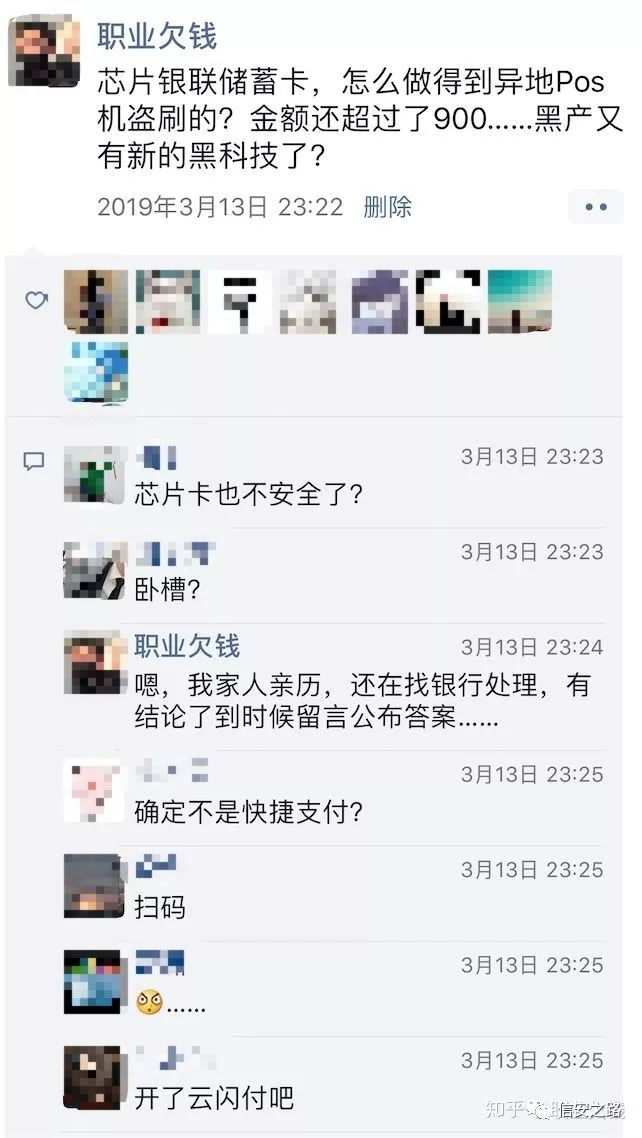 职业欠钱
芯片银联储蓄卡，怎么做得到异地Pos
机盗刷的？金额还超过了900……黑产又
有新的黑科技了？
2019年3月13日 23:22 删除
3月13日 23:23
芯片卡也不安全了？
3月13日 23:23
卧槽？
职业欠钱 3月13日 23:24
嗯，我家人亲历，还在找银行处理，有
结论了到时候留言公布答案……
3月13日 23:25
确定不是快捷支付？
3月13日 23:25
扫码
3月13日 23:25
……
3月13日 23:25
开了云闪付吧
知乎 信安之路